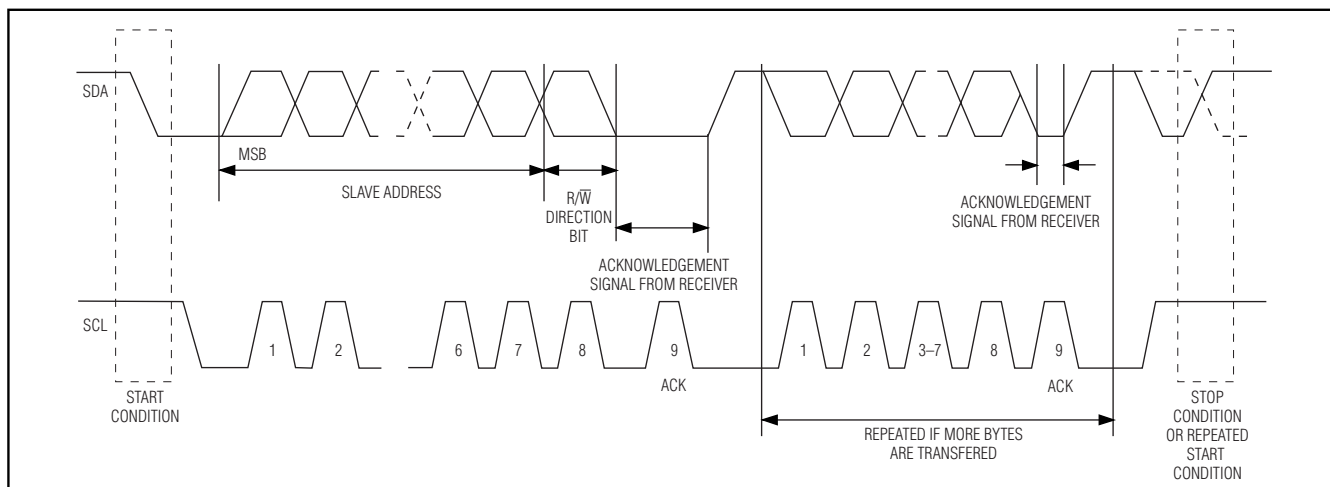 SDA
MSB
SLAVE ADDRESS
R/W̅
DIRECTION
BIT
ACKNOWLEDGEMENT
SIGNAL FROM RECEIVER
ACKNOWLEDGEMENT
SIGNAL FROM RECEIVER
SCL
1 2 6 7 8 9 1 2 3–7 8 9
ACK ACK
START
CONDITION
REPEATED IF MORE BYTES
ARE TRANSFERED
STOP
CONDITION
OR REPEATED
START
CONDITION